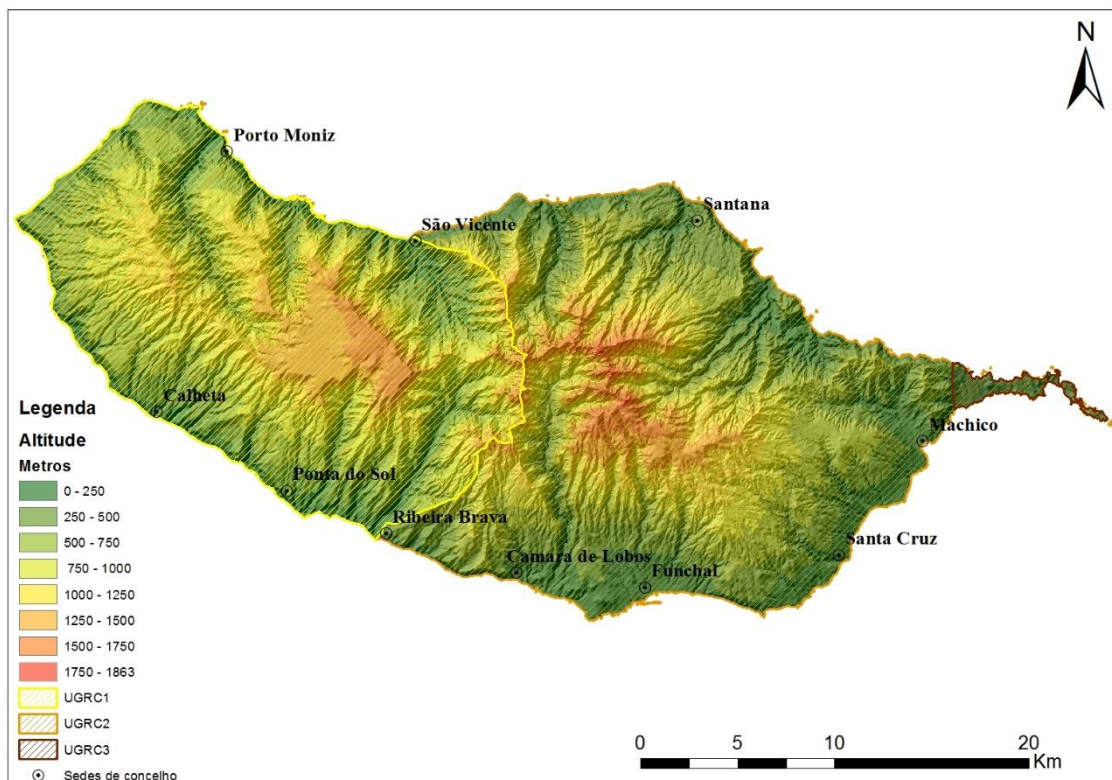 N
Porto Moniz
Santana
São Vicente
Calheta
Machico
Ponta do Sol
Ribeira Brava
Santa Cruz
Camara de Lobos
Funchal
Legenda
Altitude
Metros
0 - 250
250 - 500
500 - 750
750 - 1000
1000 - 1250
1250 - 1500
1500 - 1750
1750 - 1863
UGRC1
UGRC2
UGRC3
Sedes de concelho
0 5 10 20
Km